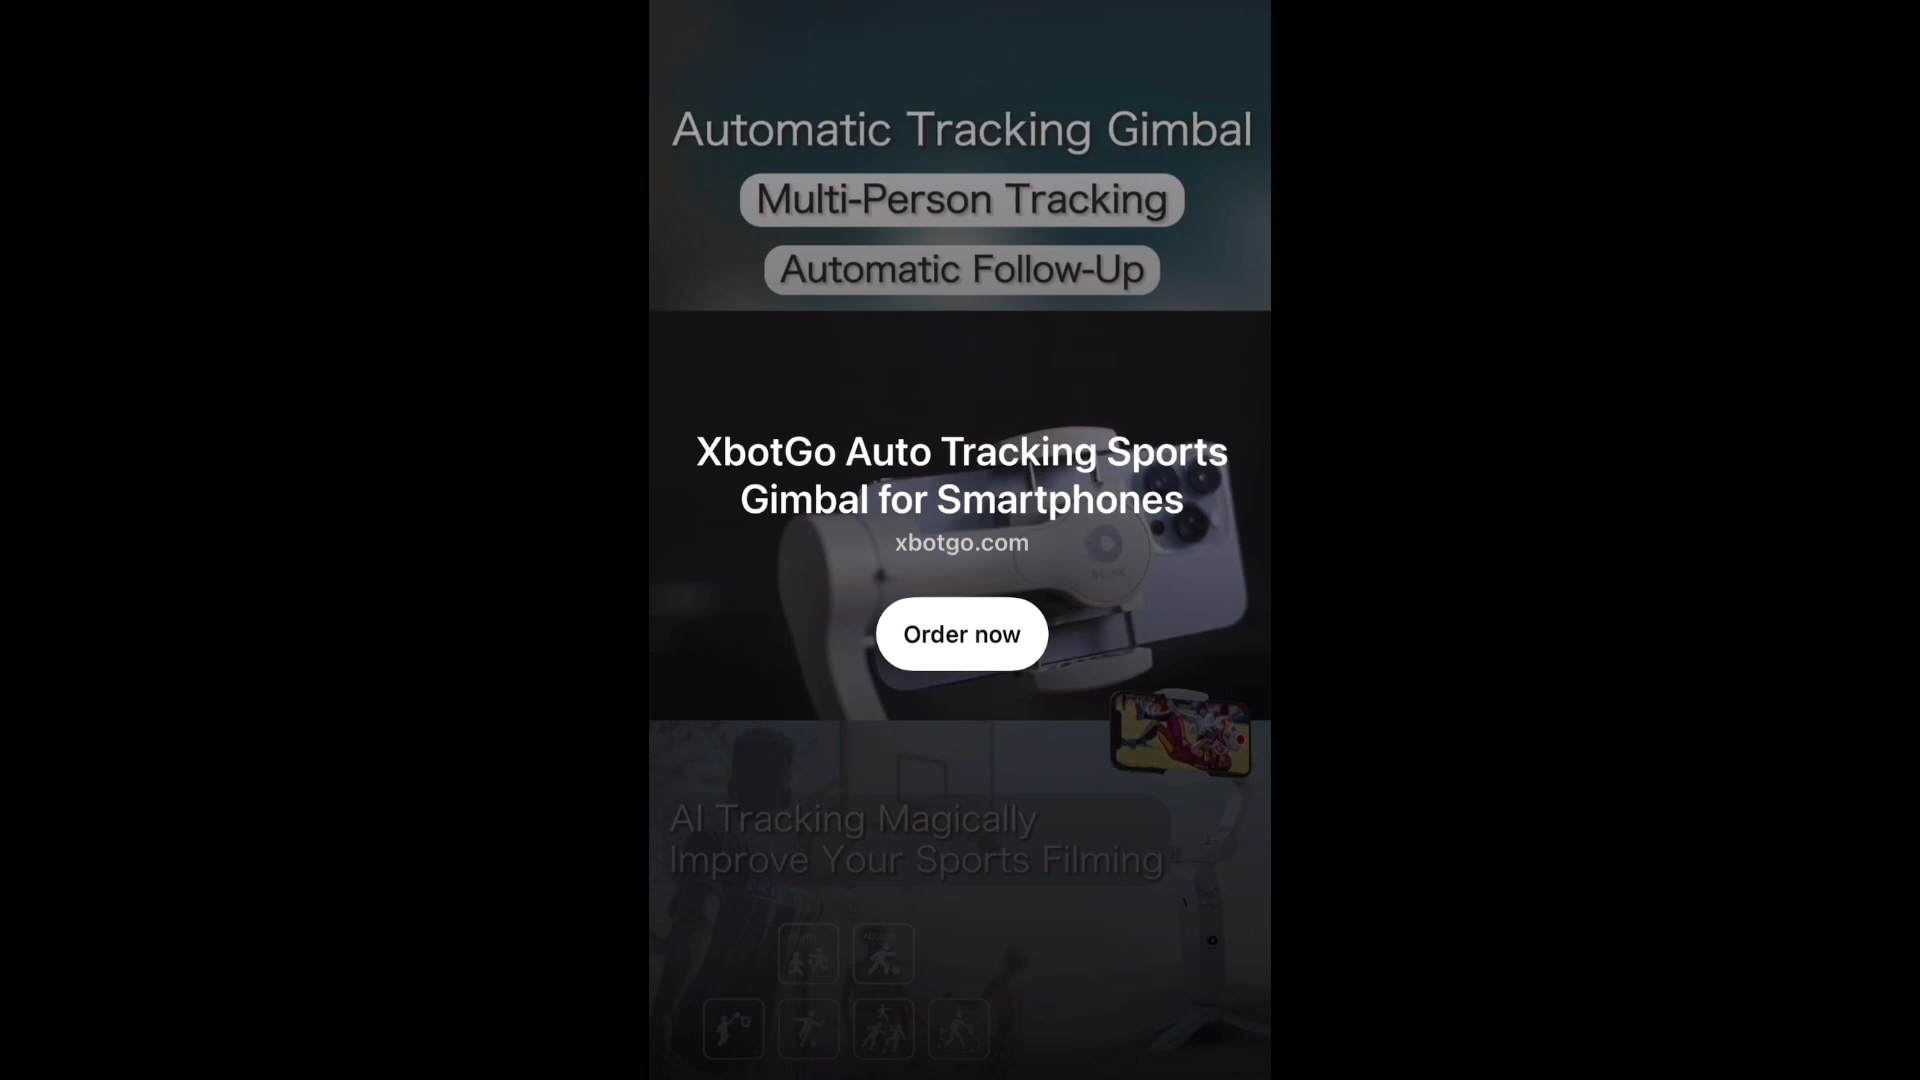 Automatic Tracking Gimbal
Multi-Person Tracking
Automatic Follow-Up
XbotGo Auto Tracking Sports
Gimbal for Smartphones
xbotgo.com
Order now
AI Tracking Magically
Improve Your Sports Filming